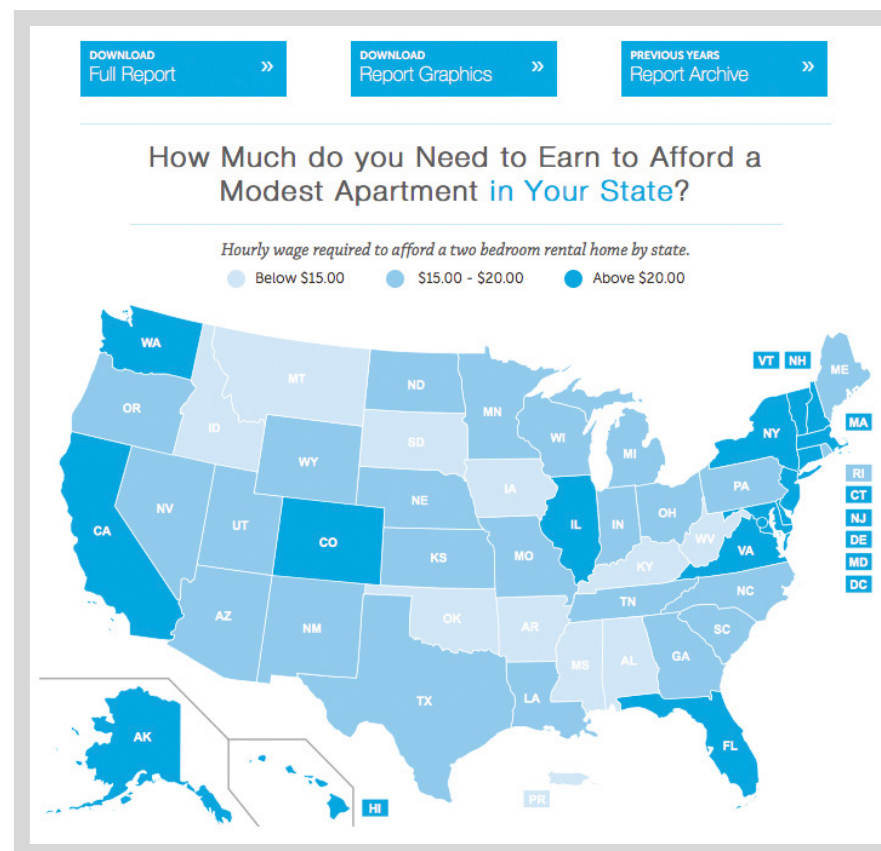 DOWNLOAD
Full Report »
DOWNLOAD
Report Graphics »
PREVIOUS YEARS
Report Archive »
How Much do you Need to Earn to Afford a
Modest Apartment in Your State?
Hourly wage required to afford a two bedroom rental home by state.
Below $15.00
$15.00 - $20.00
Above $20.00
WA
MT
ND
MN
VT
NH
ME
OR
ID
SD
WI
MI
NY
MA
WY
IA
PA
RI
NV
NE
IL
IN
OH
CT
CA
UT
CO
KS
MO
WV
VA
NJ
DE
KY
MD
NC
DC
AZ
NM
OK
AR
TN
SC
MS
AL
GA
TX
LA
AK
FL
HI
PR